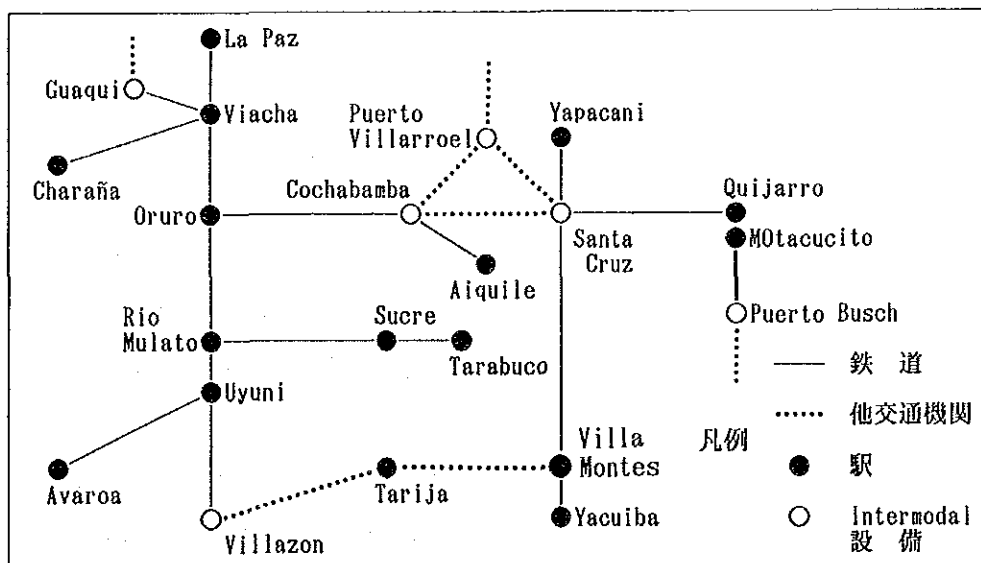 La Paz
Guaqui
Viacha
Puerto
Villarroel
Yapacani
Charaña
Cochabamba
Quijarro
Oruro
Santa
Cruz
MOtacucito
Aiquile
Rio
Mulato
Sucre
Puerto Busch
Tarabuco
鉄 道
Uyuni
他交通機関
Villa
Montes
凡例
駅
Avaroa
Tarija
Yacuiba
Intermodal
設 備
Villazon